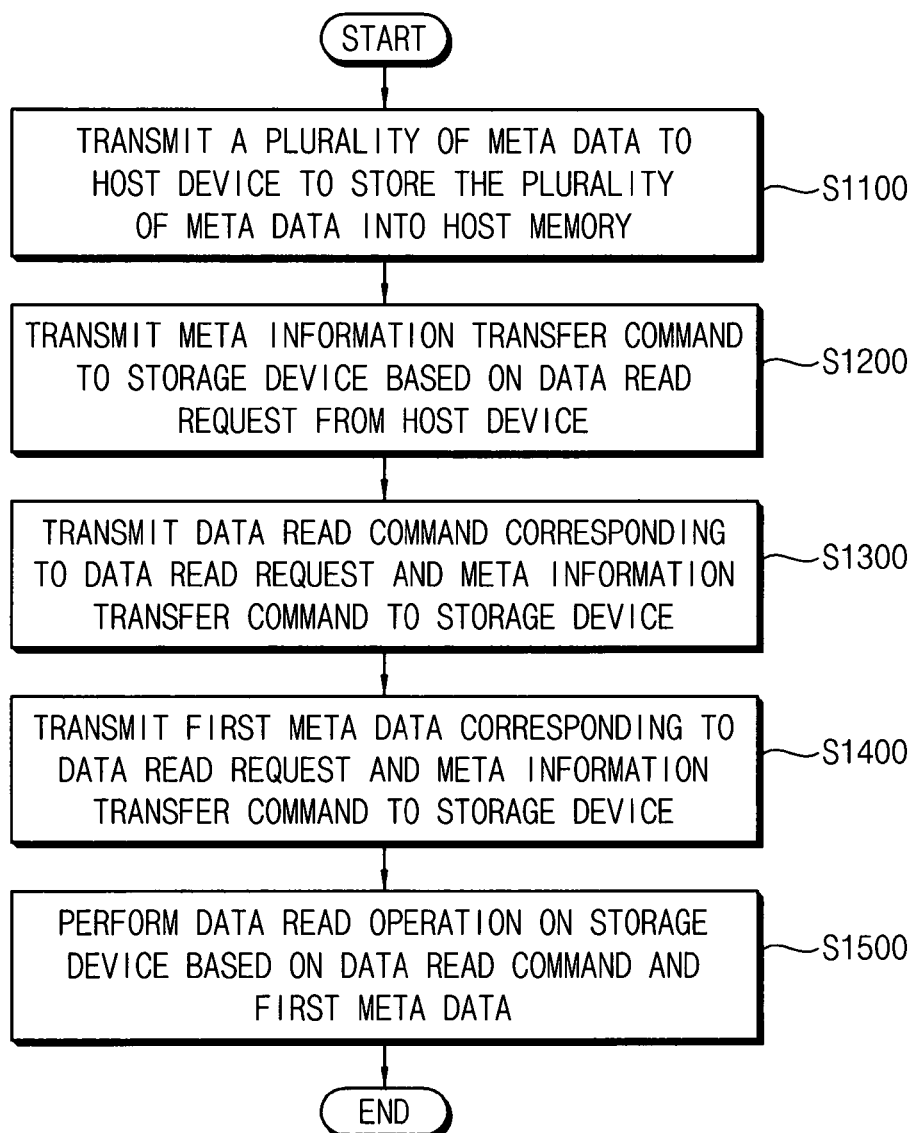 START
TRANSMIT A PLURALITY OF META DATA TO
HOST DEVICE TO STORE THE PLURALITY
OF META DATA INTO HOST MEMORY
S1100
TRANSMIT META INFORMATION TRANSFER COMMAND
TO STORAGE DEVICE BASED ON DATA READ
REQUEST FROM HOST DEVICE
S1200
TRANSMIT DATA READ COMMAND CORRESPONDING
TO DATA READ REQUEST AND META INFORMATION
TRANSFER COMMAND TO STORAGE DEVICE
S1300
TRANSMIT FIRST META DATA CORRESPONDING TO
DATA READ REQUEST AND META INFORMATION
TRANSFER COMMAND TO STORAGE DEVICE
S1400
PERFORM DATA READ OPERATION ON STORAGE
DEVICE BASED ON DATA READ COMMAND AND
FIRST META DATA
S1500
END